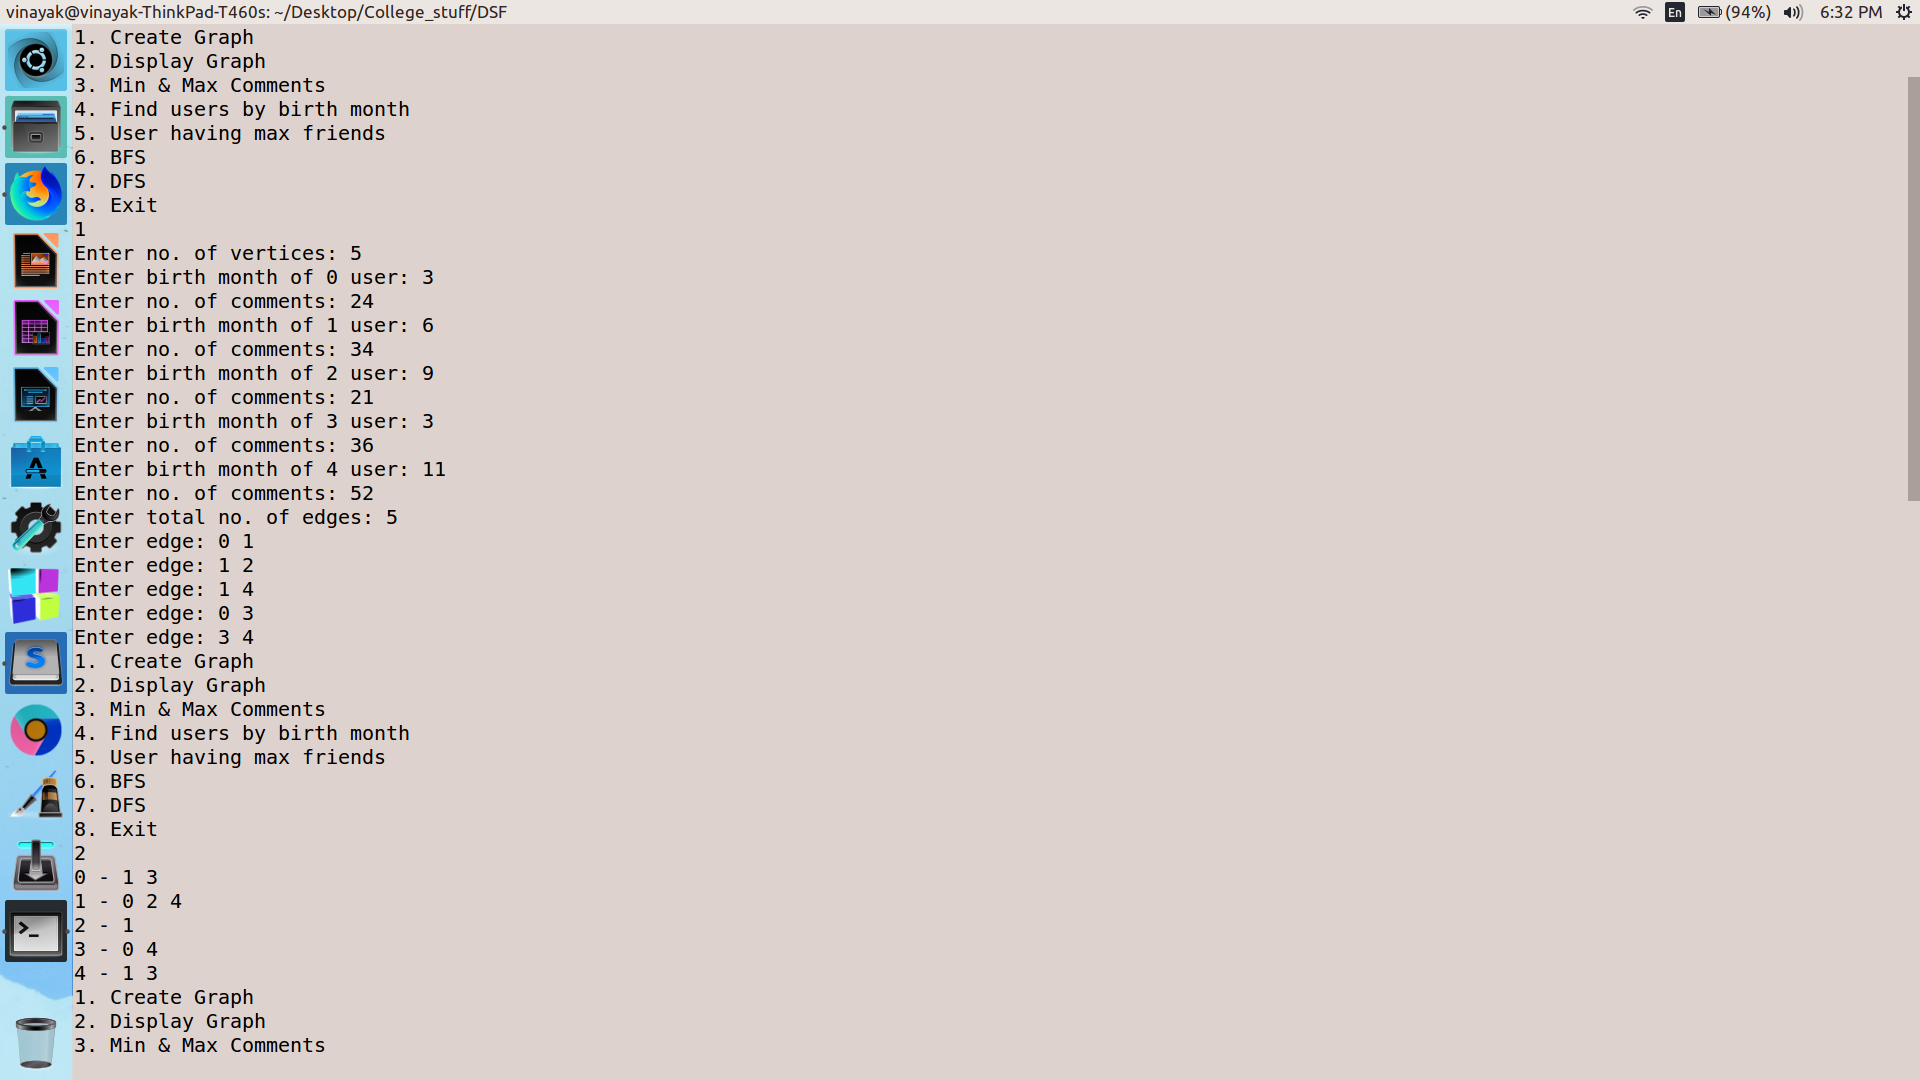 vinayak@vinayak-ThinkPad-T460s: ~/Desktop/College_stuff/DSF En (94%) 6:32 PM
1. Create Graph
2. Display Graph
3. Min & Max Comments
4. Find users by birth month
5. User having max friends
6. BFS
7. DFS
8. Exit
1
Enter no. of vertices: 5
Enter birth month of 0 user: 3
Enter no. of comments: 24
Enter birth month of 1 user: 6
Enter no. of comments: 34
Enter birth month of 2 user: 9
Enter no. of comments: 21
Enter birth month of 3 user: 3
Enter no. of comments: 36
Enter birth month of 4 user: 11
Enter no. of comments: 52
Enter total no. of edges: 5
Enter edge: 0 1
Enter edge: 1 2
Enter edge: 1 4
Enter edge: 0 3
Enter edge: 3 4
1. Create Graph
2. Display Graph
3. Min & Max Comments
4. Find users by birth month
5. User having max friends
6. BFS
7. DFS
8. Exit
2
0 - 1 3
1 - 0 2 4
2 - 1
3 - 0 4
4 - 1 3
1. Create Graph
2. Display Graph
3. Min & Max Comments